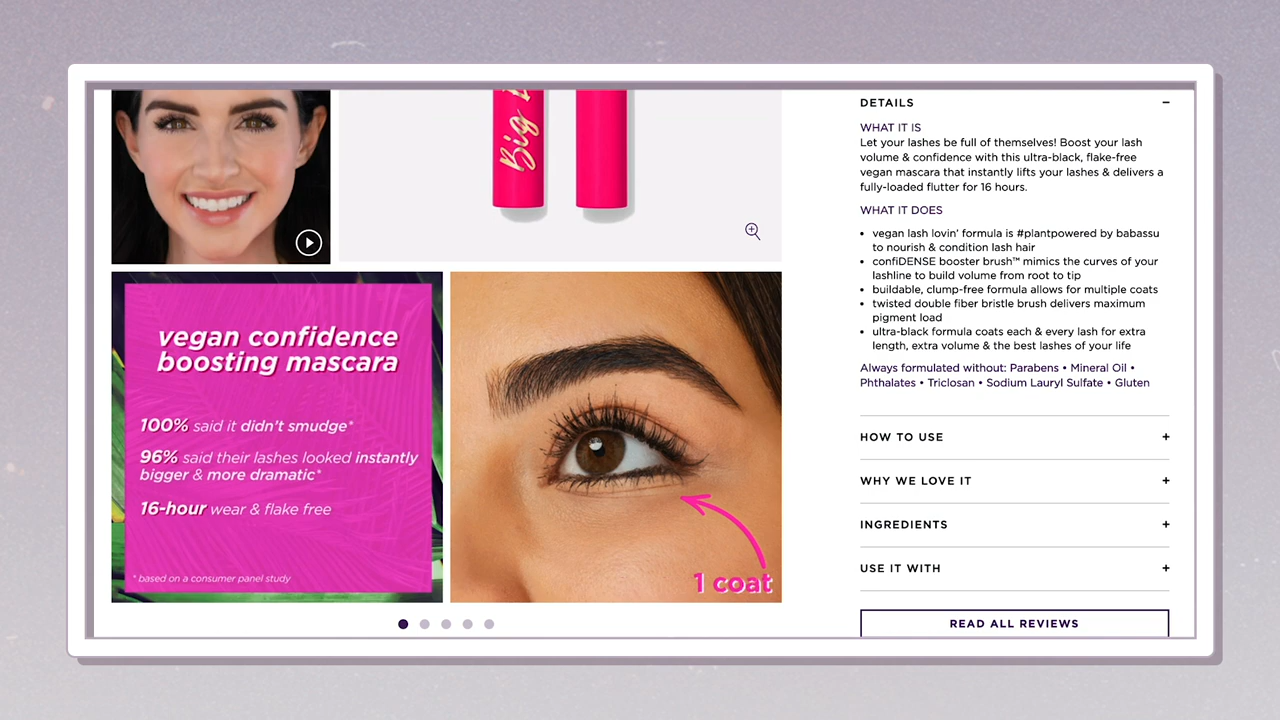 Big
vegan confidence
boosting mascara
100% said it didn't smudge*
96% said their lashes looked instantly
bigger & more dramatic*
16-hour wear & flake free
* based on a consumer panel study
1 coat
DETAILS −
WHAT IT IS
Let your lashes be full of themselves! Boost your lash
volume & confidence with this ultra-black, flake-free
vegan mascara that instantly lifts your lashes & delivers a
fully-loaded flutter for 16 hours.
WHAT IT DOES
• vegan lash lovin' formula is #plantpowered by babassu
to nourish & condition lash hair
• confiDENSE booster brush™ mimics the curves of your
lashline to build volume from root to tip
• buildable, clump-free formula allows for multiple coats
• twisted double fiber bristle brush delivers maximum
pigment load
• ultra-black formula coats each & every lash for extra
length, extra volume & the best lashes of your life
Always formulated without: Parabens • Mineral Oil •
Phthalates • Triclosan • Sodium Lauryl Sulfate • Gluten
HOW TO USE +
WHY WE LOVE IT +
INGREDIENTS +
USE IT WITH +
READ ALL REVIEWS